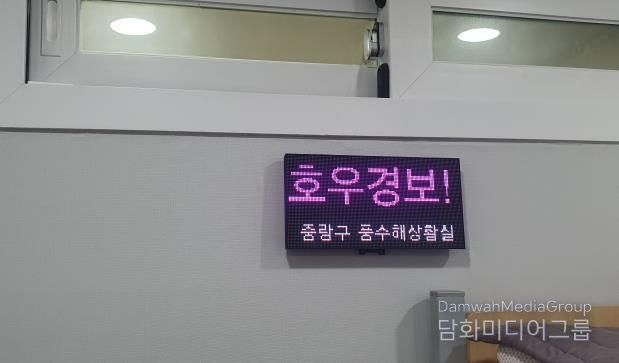 호우경보!
중랑구 풍수해상황실
DamwahMediaGroup
담화미디어그룹